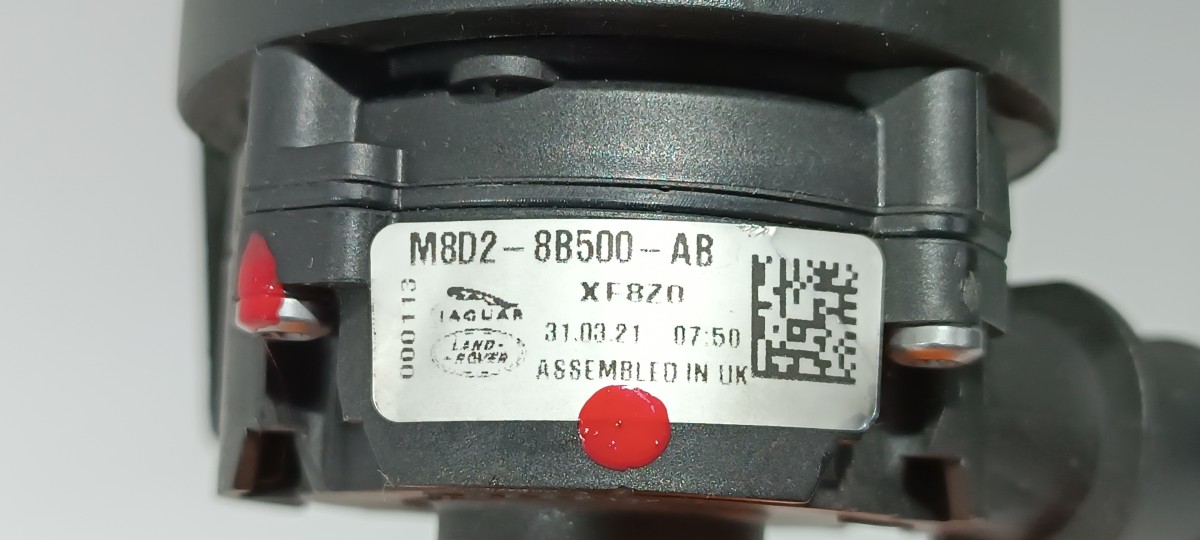 M8D2-8B500-AB
XF8Z0
000113
JAGUAR
31.03.21 07:50
LAND-
ROVER
ASSEMBLED IN UK